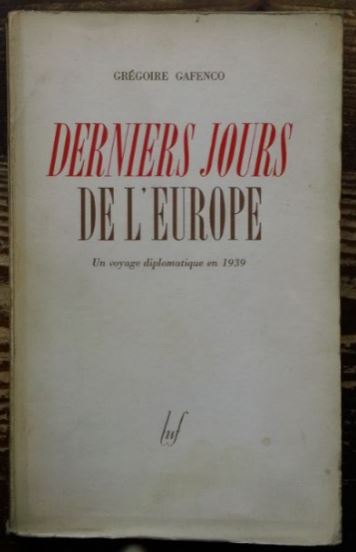 GRÉGOIRE GAFENCO
DERNIERS JOURS
DE L'EUROPE
Un voyage diplomatique en 1939
luf